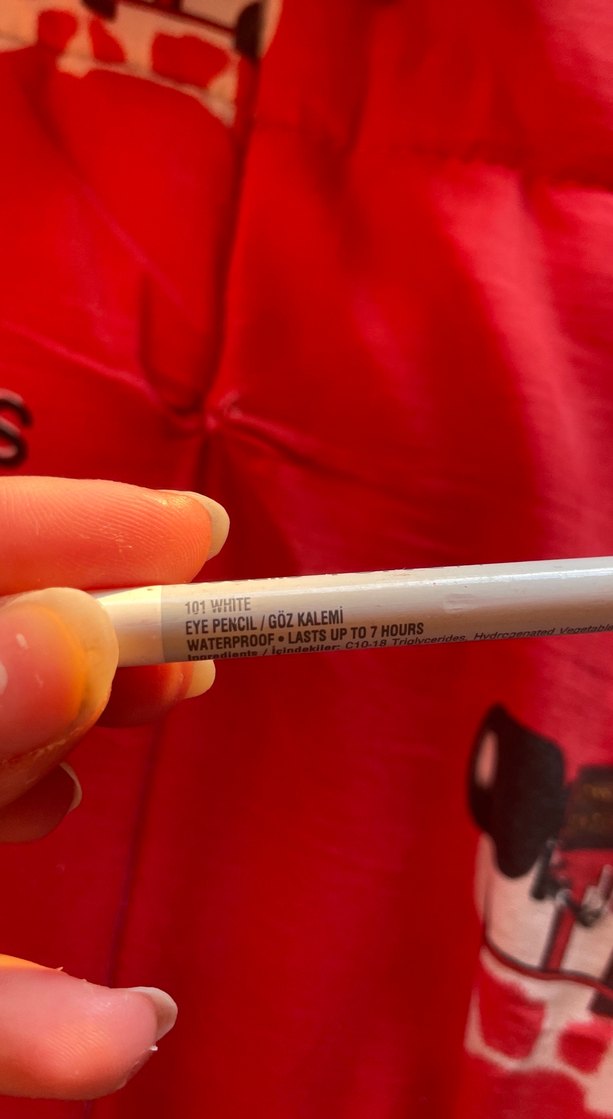 S
101 WHITE
EYE PENCIL / GÖZ KALEMİ
WATERPROOF • LASTS UP TO 7 HOURS
Ingredients / İçindekiler: C10-18 Triglycerides, Hydrogenated Vegetable